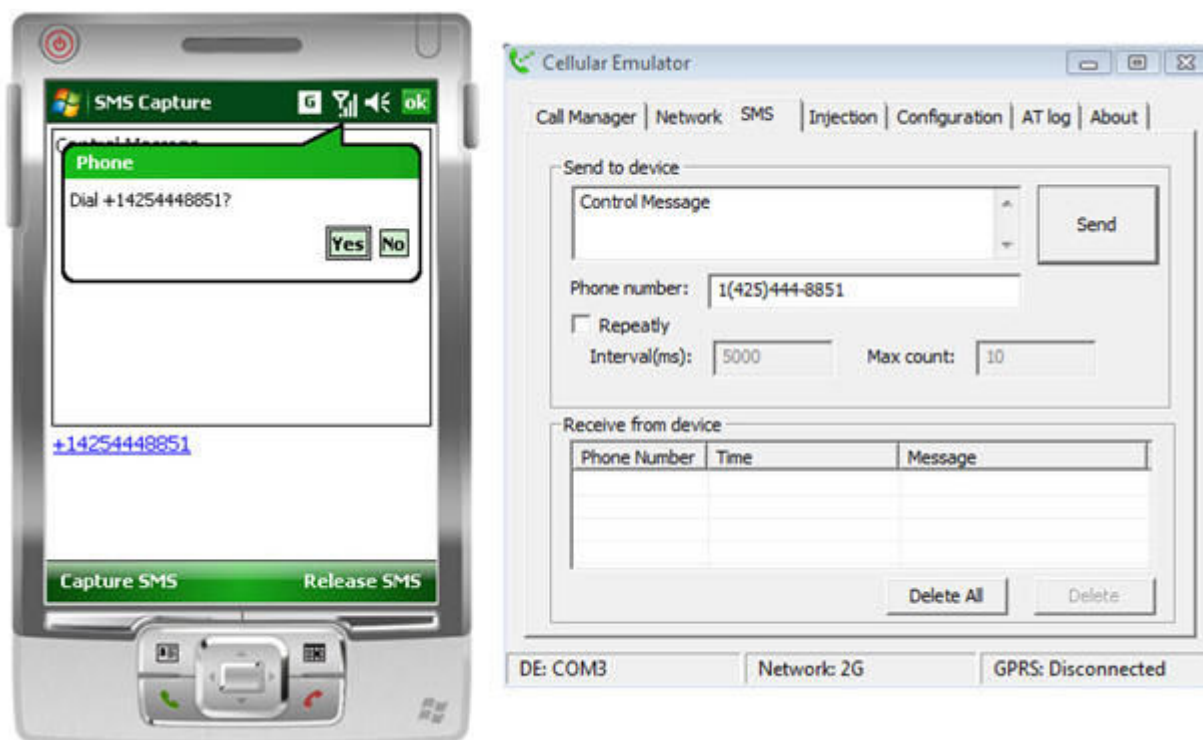 SMS Capture
G
ok
Control Message
Phone
Dial +14254448851?
Yes
No
+14254448851
Capture SMS
Release SMS
Cellular Emulator
Call Manager
Network
SMS
Injection
Configuration
AT log
About
Send to device
Control Message
Send
Phone number:
1(425)444-8851
Repeatly
Interval(ms):
5000
Max count:
10
Receive from device
Phone Number
Time
Message
Delete All
Delete
DE: COM3
Network: 2G
GPRS: Disconnected